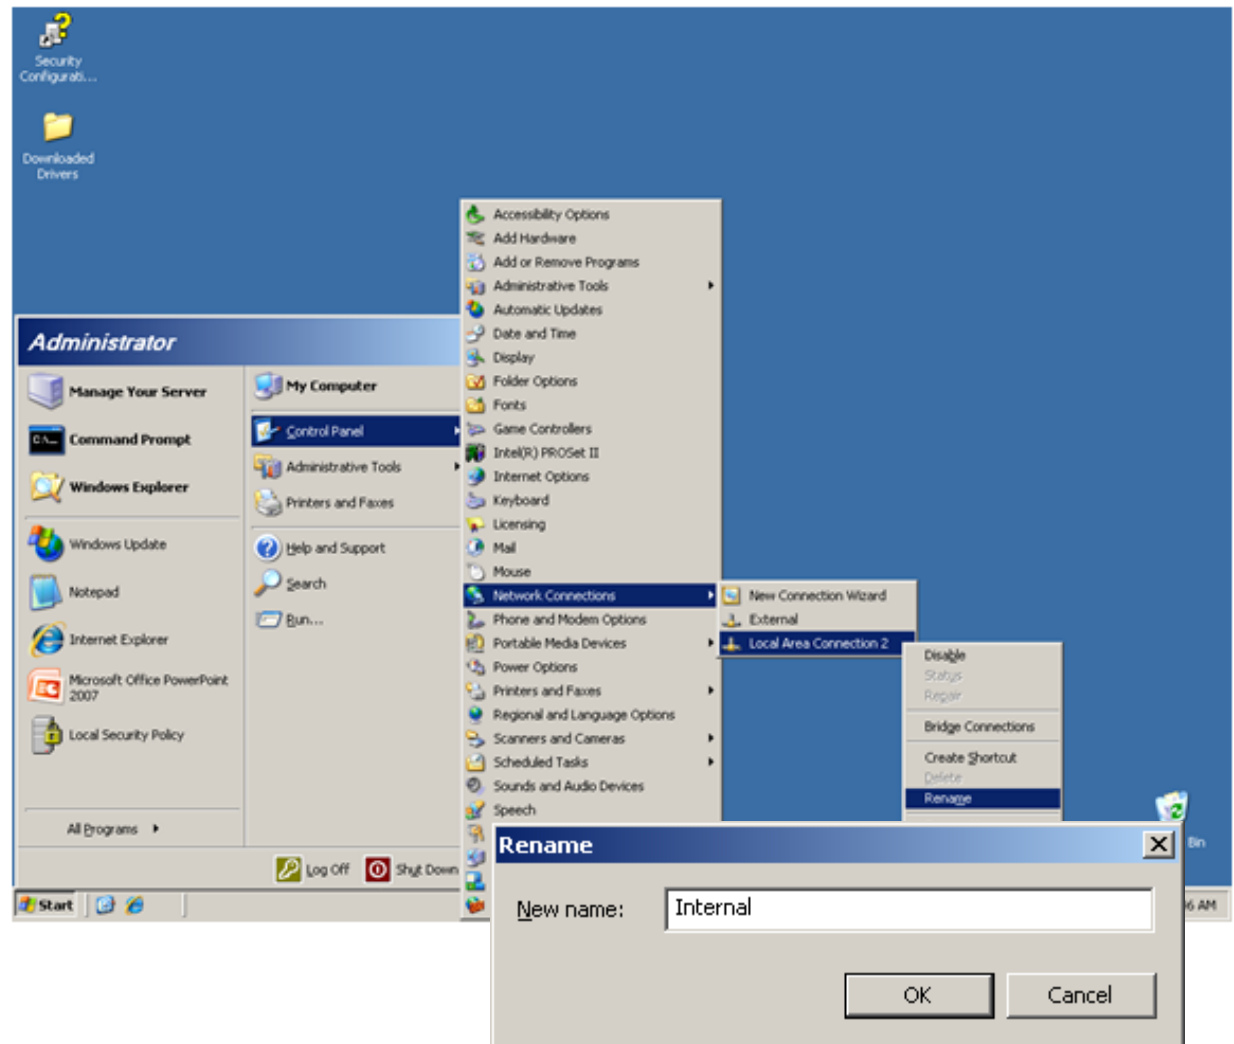 Security
Configurati...
Downloaded
Drivers
Administrator
Manage Your Server
Command Prompt
Windows Explorer
Windows Update
Notepad
Internet Explorer
Microsoft Office PowerPoint
2007
Local Security Policy
All Programs
My Computer
Control Panel
Administrative Tools
Printers and Faxes
Help and Support
Search
Run...
Log Off
Shut Down
Start
Accessibility Options
Add Hardware
Add or Remove Programs
Administrative Tools
Automatic Updates
Date and Time
Display
Folder Options
Fonts
Game Controllers
Intel(R) PROSet II
Internet Options
Keyboard
Licensing
Mail
Mouse
Network Connections
Phone and Modem Options
Portable Media Devices
Power Options
Printers and Faxes
Regional and Language Options
Scanners and Cameras
Scheduled Tasks
Sounds and Audio Devices
Speech
New Connection Wizard
External
Local Area Connection 2
Disable
Status
Repair
Bridge Connections
Create Shortcut
Delete
Rename
Bin
6 AM
Rename
New name:
Internal
OK
Cancel